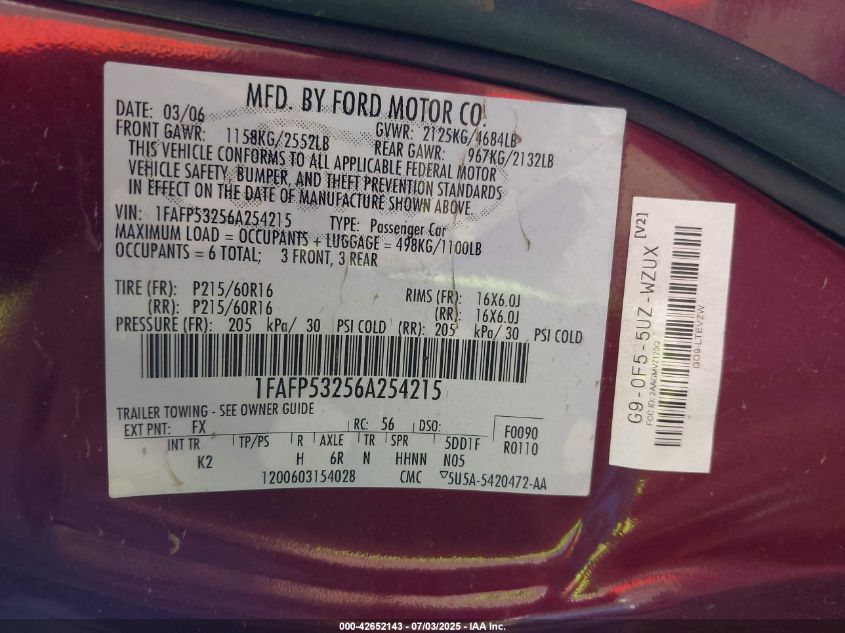 MFD. BY FORD MOTOR CO.
DATE: 03/06 GVWR: 2125KG/4684LB
FRONT GAWR: 1158KG/2552LB REAR GAWR: 967KG/2132LB
THIS VEHICLE CONFORMS TO ALL APPLICABLE FEDERAL MOTOR
VEHICLE SAFETY, BUMPER, AND THEFT PREVENTION STANDARDS
IN EFFECT ON THE DATE OF MANUFACTURE SHOWN ABOVE.
VIN: 1FAFP53256A254215 TYPE: Passenger Car
MAXIMUM LOAD = OCCUPANTS + LUGGAGE = 498KG/1100LB
OCCUPANTS = 6 TOTAL; 3 FRONT, 3 REAR
TIRE (FR): P215/60R16 RIMS (FR): 16X6.0J
(RR): P215/60R16 (RR): 16X6.0J
PRESSURE (FR): 205 kPa/ 30 PSI COLD (RR): 205 kPa/ 30 PSI COLD
1FAFP53256A254215
TRAILER TOWING - SEE OWNER GUIDE
EXT PNT: FX RC: 56 DSO: F0090
INT TR TP/PS R AXLE TR SPR 5DD1F R0110
K2 H 6R N HHNN N05
1200603154028 CMC ▽5U5A-5420472-AA
G9-0F5-5UZ-WZUX [V2]
FCC ID: 2AAGMVZ120Q
GO9-LTEVZW
000-42652143 - 07/03/2025 - IAA Inc.